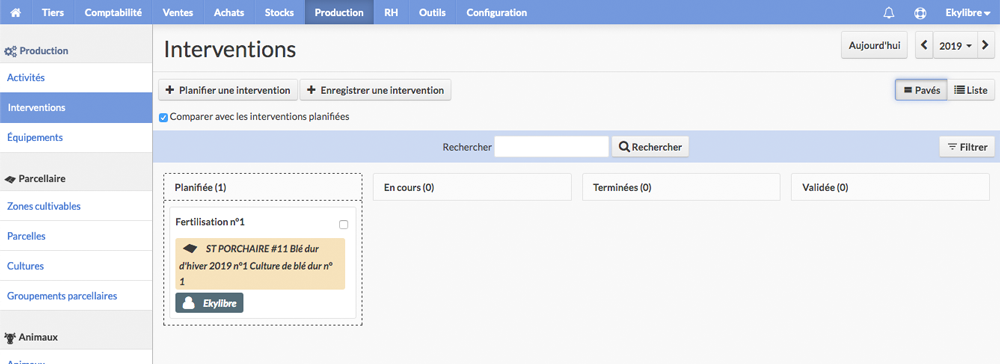 Tiers Comptabilité Ventes Achats Stocks Production RH Outils Configuration Ekylibre
Production
Activités
Interventions
Équipements
Parcellaire
Zones cultivables
Parcelles
Cultures
Groupements parcellaires
Animaux
Animaux
Interventions
Aujourd'hui 2019
Planifier une intervention Enregistrer une intervention Pavés Liste
Comparer avec les interventions planifiées
Rechercher Rechercher Filtrer
Planifiée (1) En cours (0) Terminées (0) Validée (0)
Fertilisation n°1
ST PORCHAIRE #11 Blé dur
d'hiver 2019 n°1 Culture de blé dur n°
1
Ekylibre